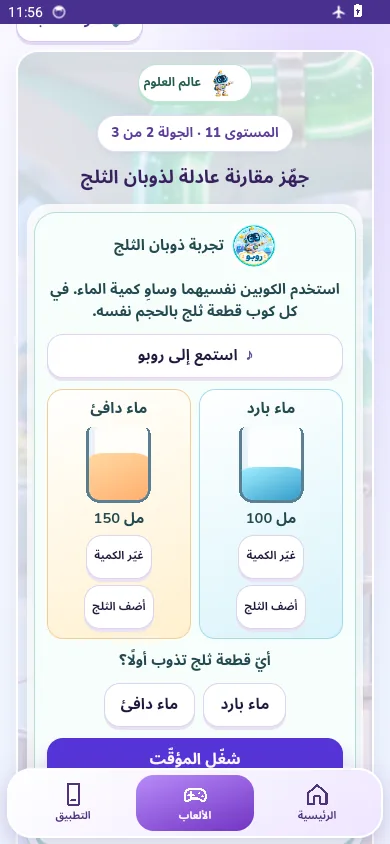 11:56
عالم العلوم
المستوى 11 · الجولة 2 من 3
جهّز مقارنة عادلة لذوبان الثلج
روبو
تجربة ذوبان الثلج
استخدم الكوبين نفسيهما وساوِ كمية الماء. في
كل كوب قطعة ثلج بالحجم نفسه.
♪ استمع إلى روبو
ماء بارد
100 مل
غيّر الكمية
أضف الثلج
ماء دافئ
150 مل
غيّر الكمية
أضف الثلج
أيّ قطعة ثلج تذوب أولًا؟
ماء بارد
ماء دافئ
شغّل المؤقّت
الرئيسية
الألعاب
التطبيق